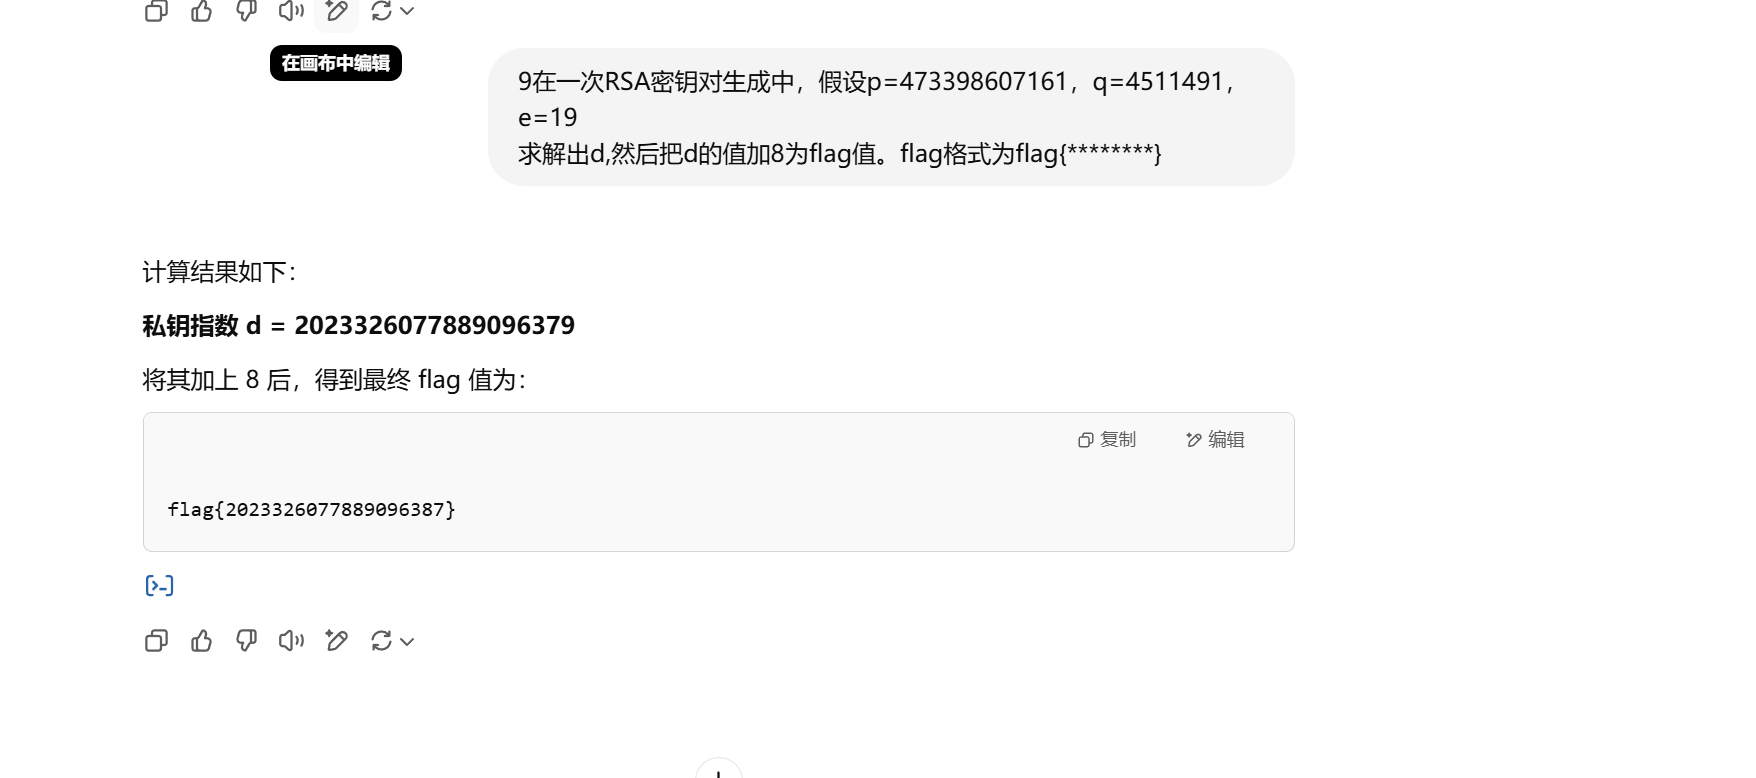 在画布中编辑
9在一次RSA密钥对生成中，假设p=473398607161，q=4511491，
e=19
求解出d,然后把d的值加8为flag值。flag格式为flag{********}
计算结果如下：
私钥指数 d = 2023326077889096379
将其加上 8 后，得到最终 flag 值为：
复制 编辑
flag{2023326077889096387}